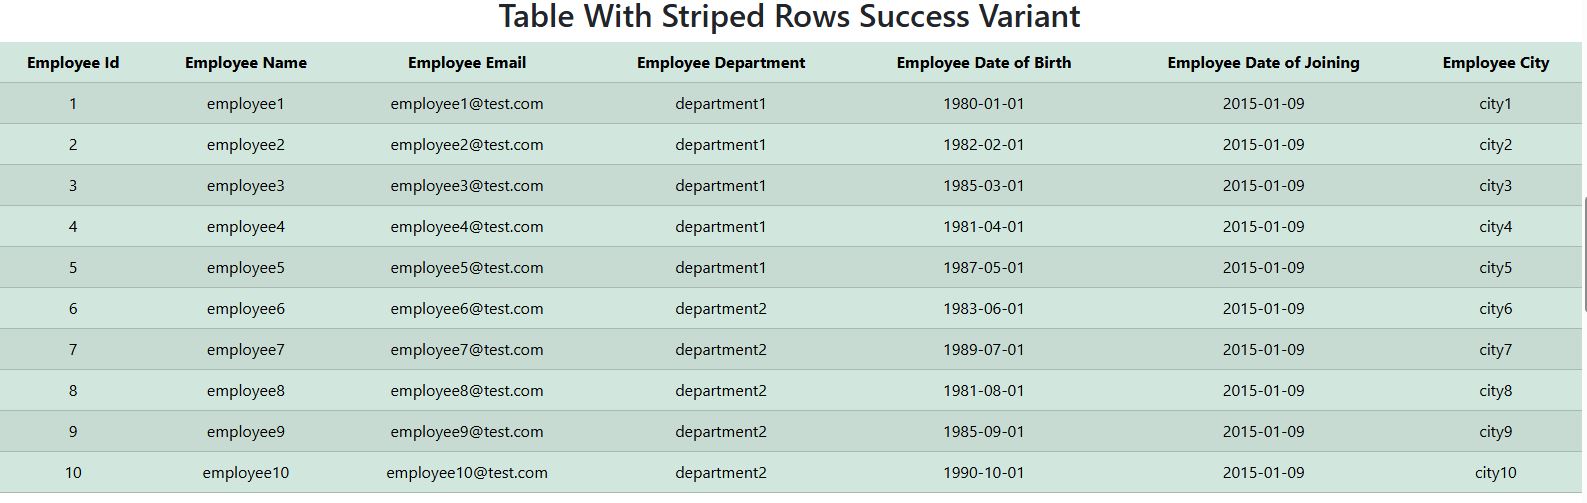 Table With Striped Rows Success Variant
Employee Id Employee Name Employee Email Employee Department Employee Date of Birth Employee Date of Joining Employee City
1 employee1 employee1@test.com department1 1980-01-01 2015-01-09 city1
2 employee2 employee2@test.com department1 1982-02-01 2015-01-09 city2
3 employee3 employee3@test.com department1 1985-03-01 2015-01-09 city3
4 employee4 employee4@test.com department1 1981-04-01 2015-01-09 city4
5 employee5 employee5@test.com department1 1987-05-01 2015-01-09 city5
6 employee6 employee6@test.com department2 1983-06-01 2015-01-09 city6
7 employee7 employee7@test.com department2 1989-07-01 2015-01-09 city7
8 employee8 employee8@test.com department2 1981-08-01 2015-01-09 city8
9 employee9 employee9@test.com department2 1985-09-01 2015-01-09 city9
10 employee10 employee10@test.com department2 1990-10-01 2015-01-09 city10